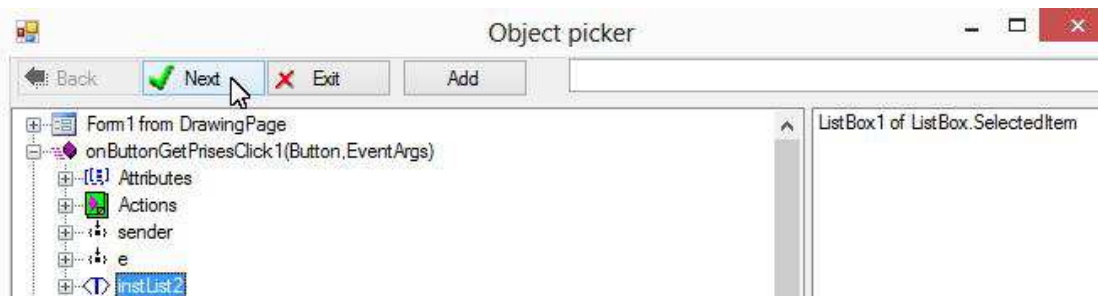 Object picker
Back Next Exit Add
Form1 from DrawingPage
ListBox1 of ListBox.SelectedItem
onButtonGetPrisesClick1(Button,EventArgs)
Attributes
Actions
sender
e
instList2